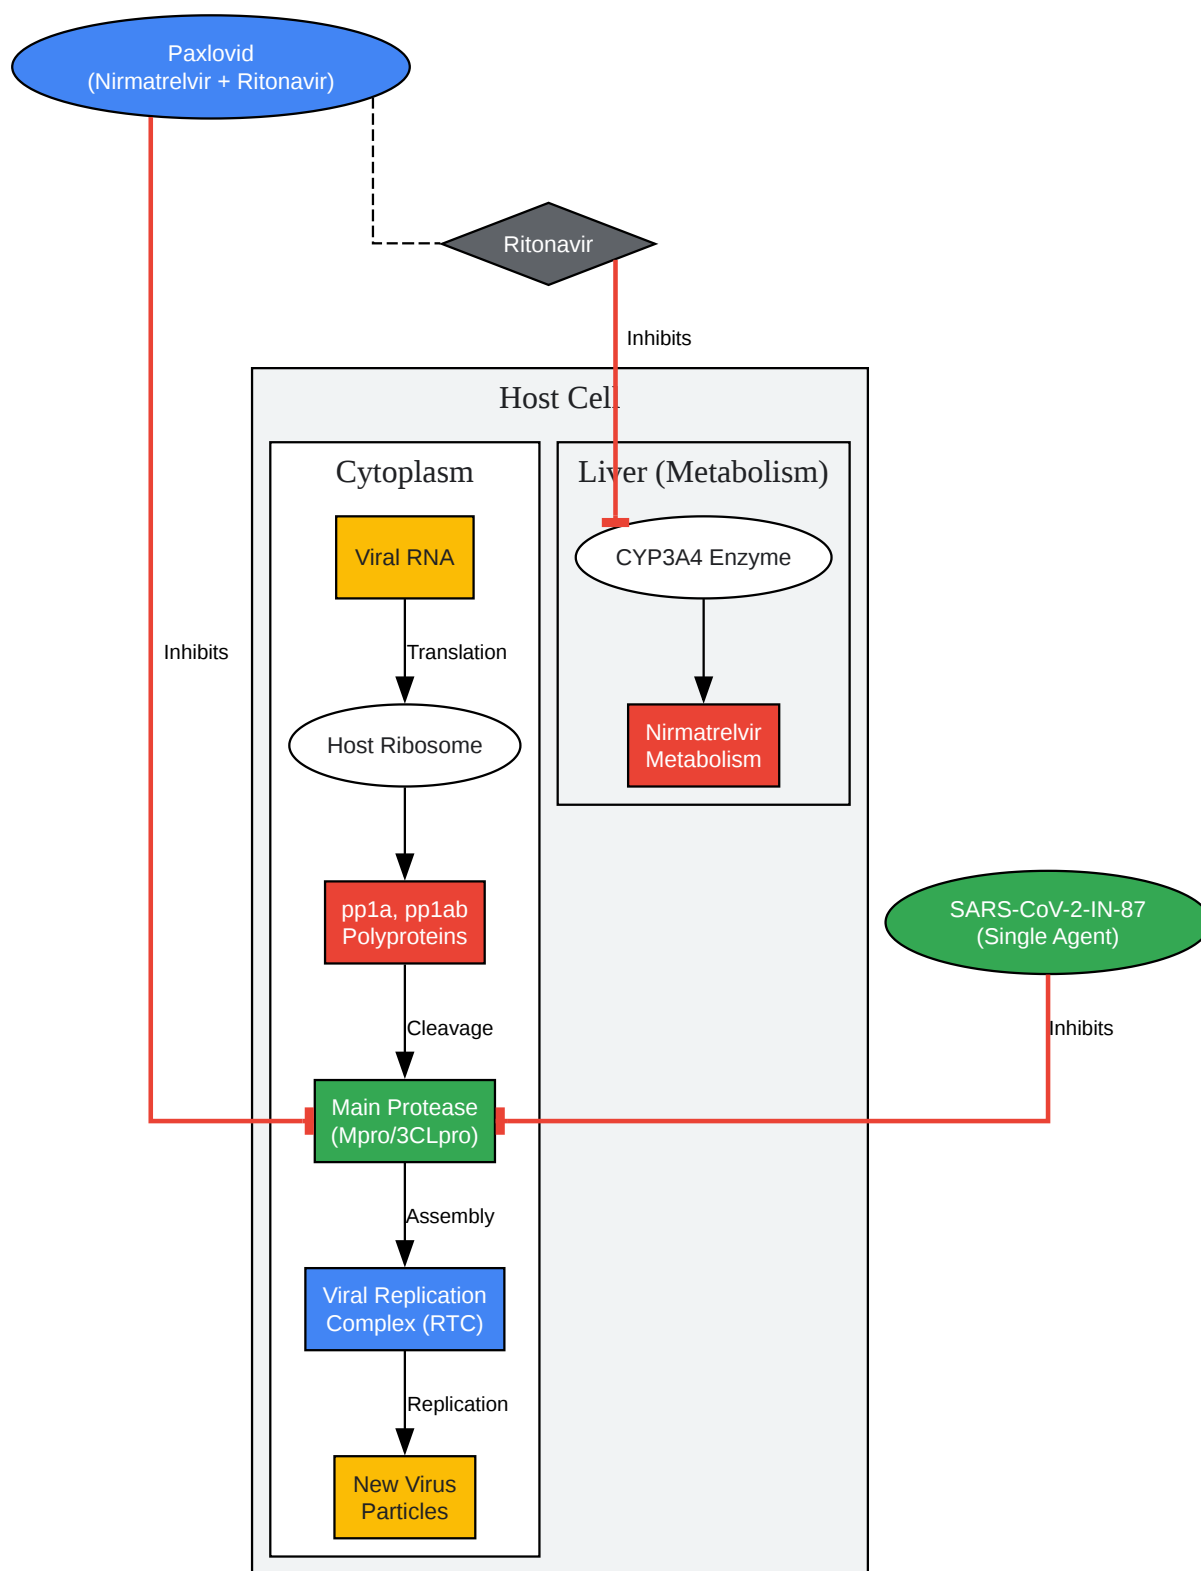 Paxlovid
(Nirmatrelvir + Ritonavir)
Ritonavir
Inhibits
Host Cell
Cytoplasm
Liver (Metabolism)
Viral RNA
CYP3A4 Enzyme
Inhibits
Translation
Host Ribosome
Nirmatrelvir
Metabolism
pp1a, pp1ab
Polyproteins
SARS-CoV-2-IN-87
(Single Agent)
Cleavage
Inhibits
Main Protease
(Mpro/3CLpro)
Assembly
Viral Replication
Complex (RTC)
Replication
New Virus
Particles